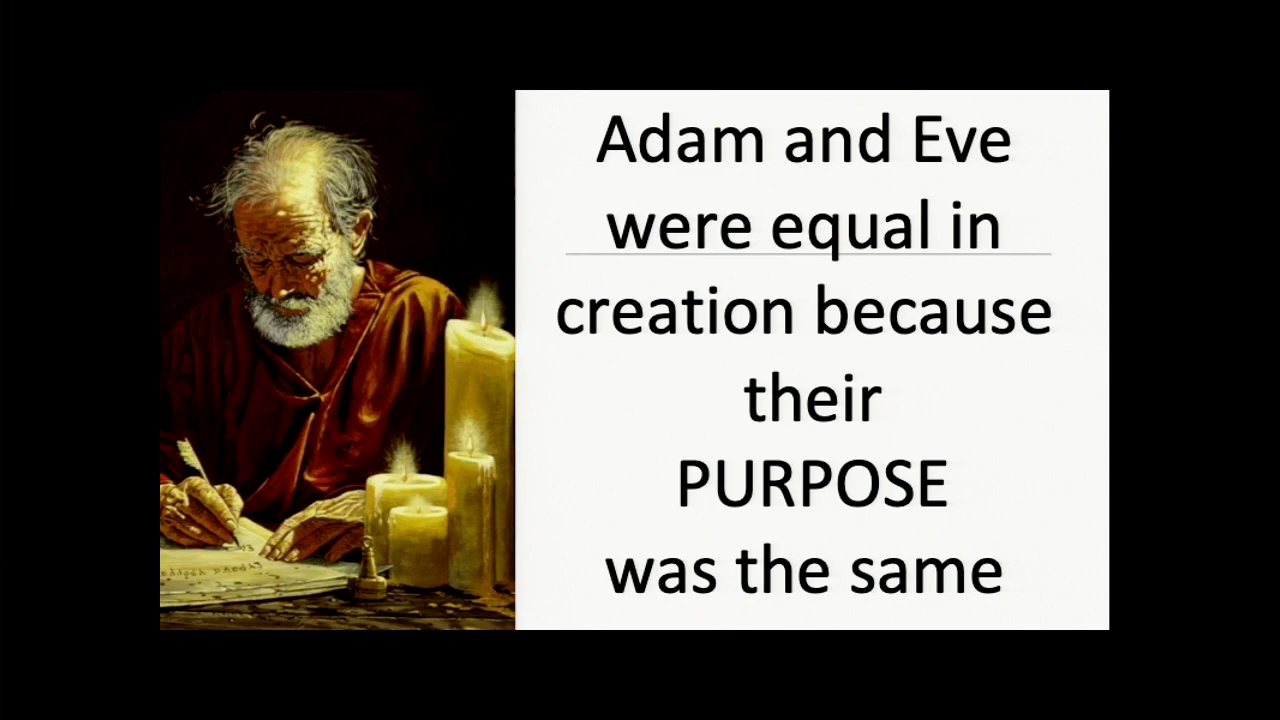 Adam and Eve
were equal in
creation because
their
PURPOSE
was the same